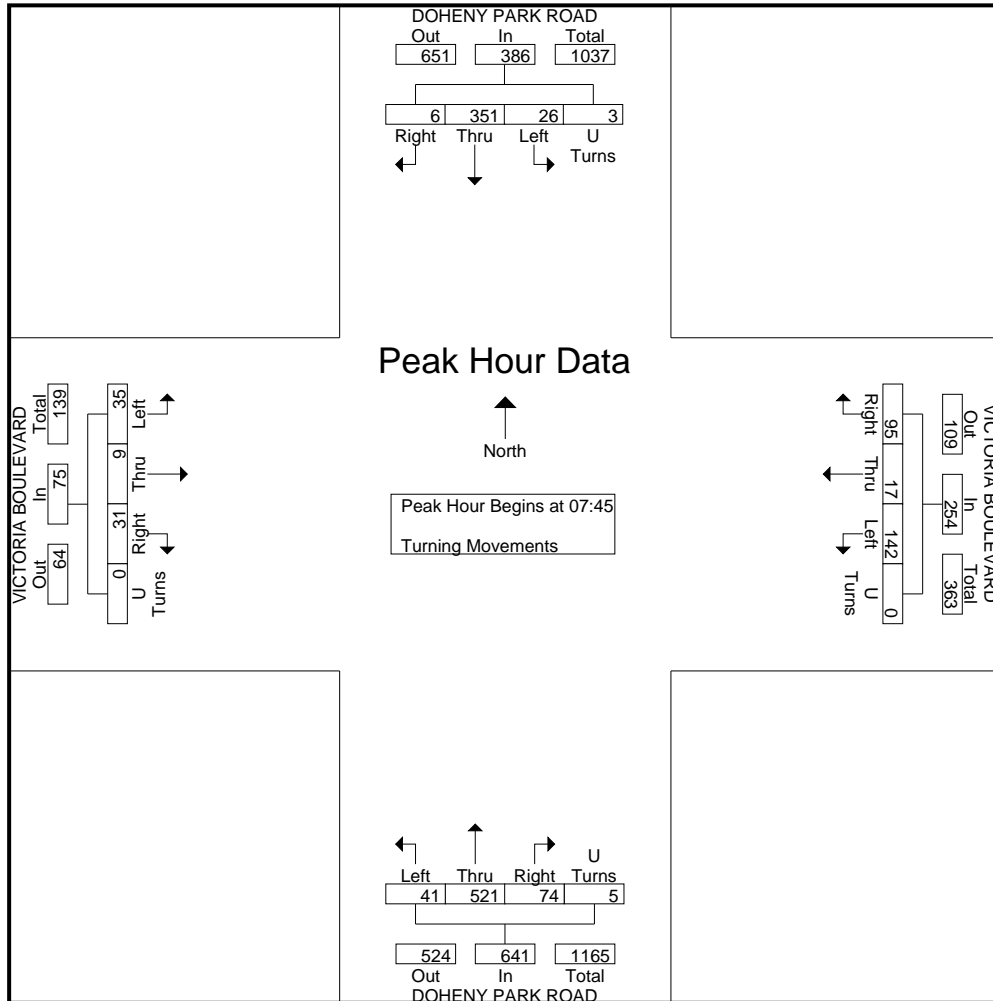 DOHENY PARK ROAD
Out In Total
651 386 1037
6 351 26 3
Right Thru Left U
Turns
Peak Hour Data
North
Peak Hour Begins at 07:45
Turning Movements
VICTORIA BOULEVARD
Total In Out
139 75 64
35 9 31 0
Left Thru Right U
Turns
VICTORIA BOULEVARD
Out In Total
109 254 363
95 17 142 0
Right Thru Left U
Turns
U
Left Thru Right Turns
41 521 74 5
524 641 1165
Out In Total
DOHENY PARK ROAD